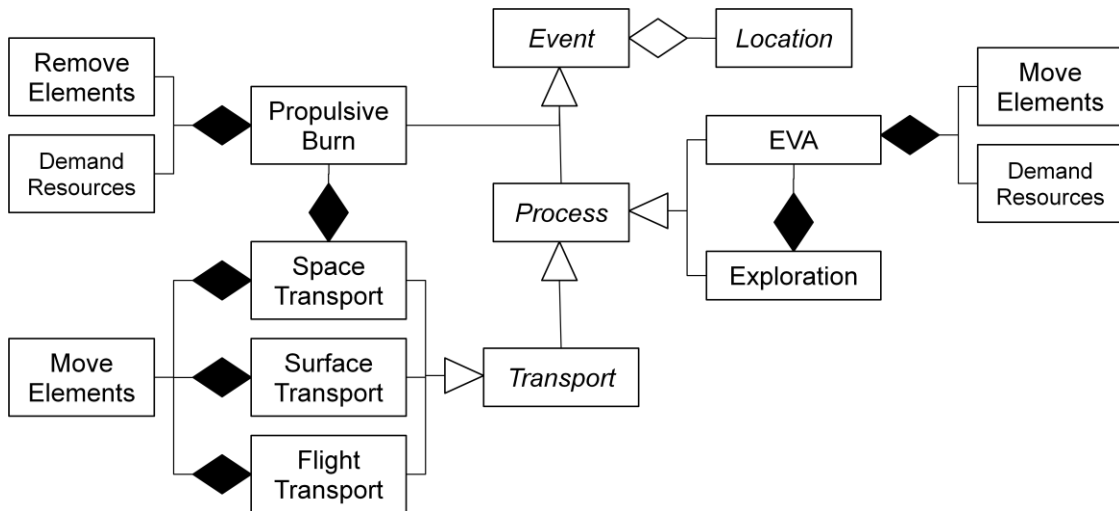 Event
Location
Remove
Elements
Propulsive
Burn
Demand
Resources
Move
Elements
EVA
Demand
Resources
Process
Space
Transport
Exploration
Move
Elements
Surface
Transport
Transport
Flight
Transport